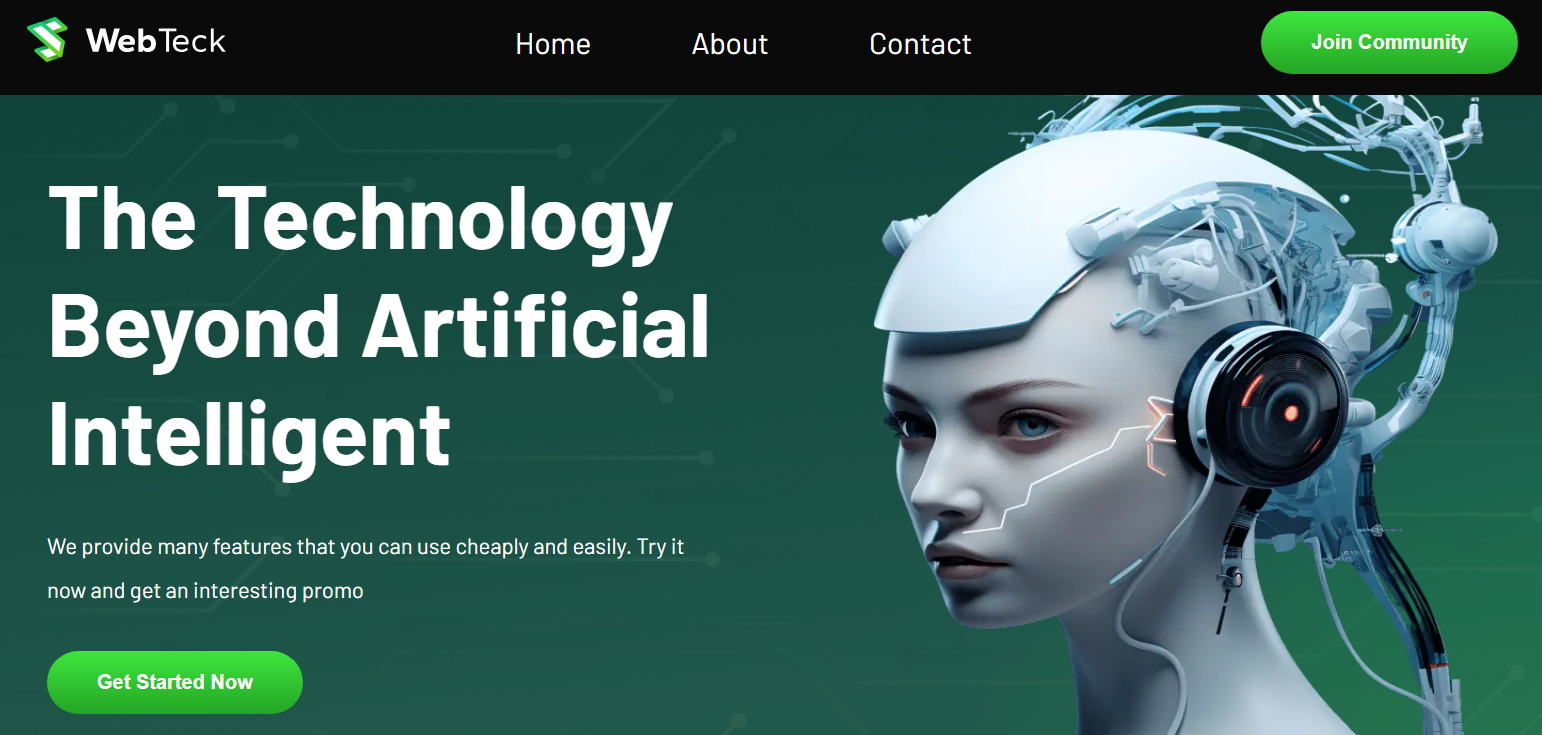 WebTeck
Home
About
Contact
Join Community
The Technology
Beyond Artificial
Intelligent
We provide many features that you can use cheaply and easily. Try it
now and get an interesting promo
Get Started Now